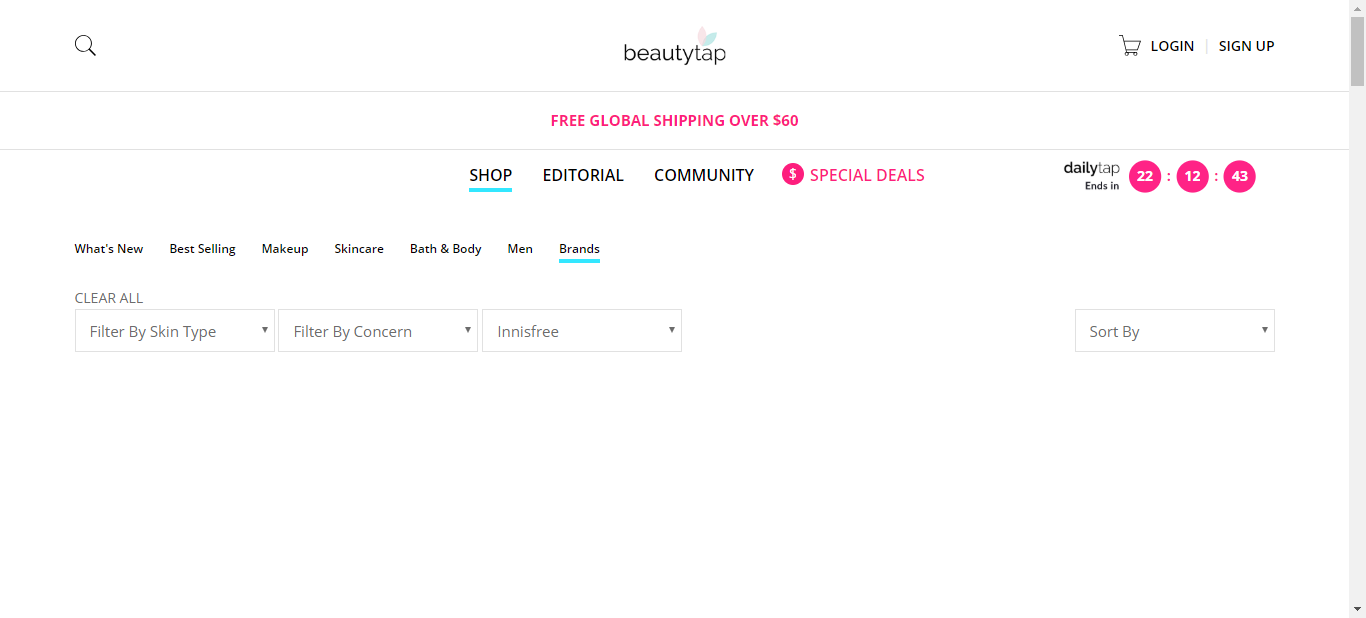 beautytap
LOGIN
SIGN UP
FREE GLOBAL SHIPPING OVER $60
SHOP
EDITORIAL
COMMUNITY
$ SPECIAL DEALS
dailytap
Ends in
22 : 12 : 43
What's New
Best Selling
Makeup
Skincare
Bath & Body
Men
Brands
CLEAR ALL
Filter By Skin Type
Filter By Concern
Innisfree
Sort By